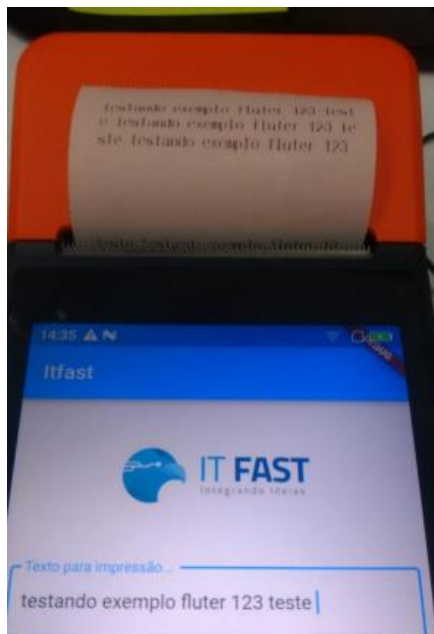 testando exemplo fluter 123 test
e testando exemplo fluter 123 te
ste testando exemplo fluter 123
14:35
Itfast
IT FAST
Integrando Ideias
Texto para impressão...
testando exemplo fluter 123 teste